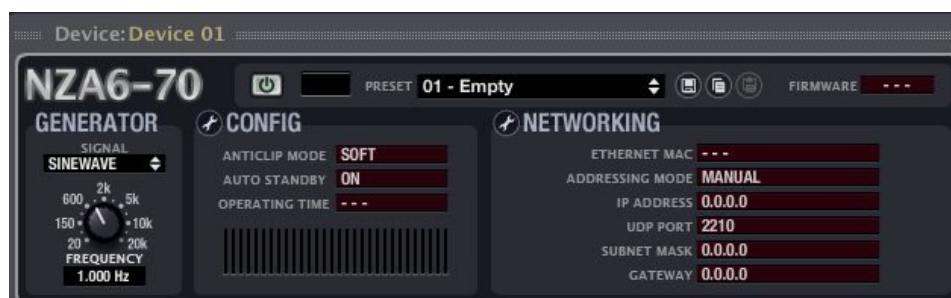 Device: Device 01
NZA6-70
PRESET 01 - Empty
FIRMWARE - - -
GENERATOR
SIGNAL
SINEWAVE
2k
600 5k
150 10k
20 20k
FREQUENCY
1.000 Hz
CONFIG
ANTICLIP MODE SOFT
AUTO STANDBY ON
OPERATING TIME - - -
NETWORKING
ETHERNET MAC - - -
ADDRESSING MODE MANUAL
IP ADDRESS 0.0.0.0
UDP PORT 2210
SUBNET MASK 0.0.0.0
GATEWAY 0.0.0.0